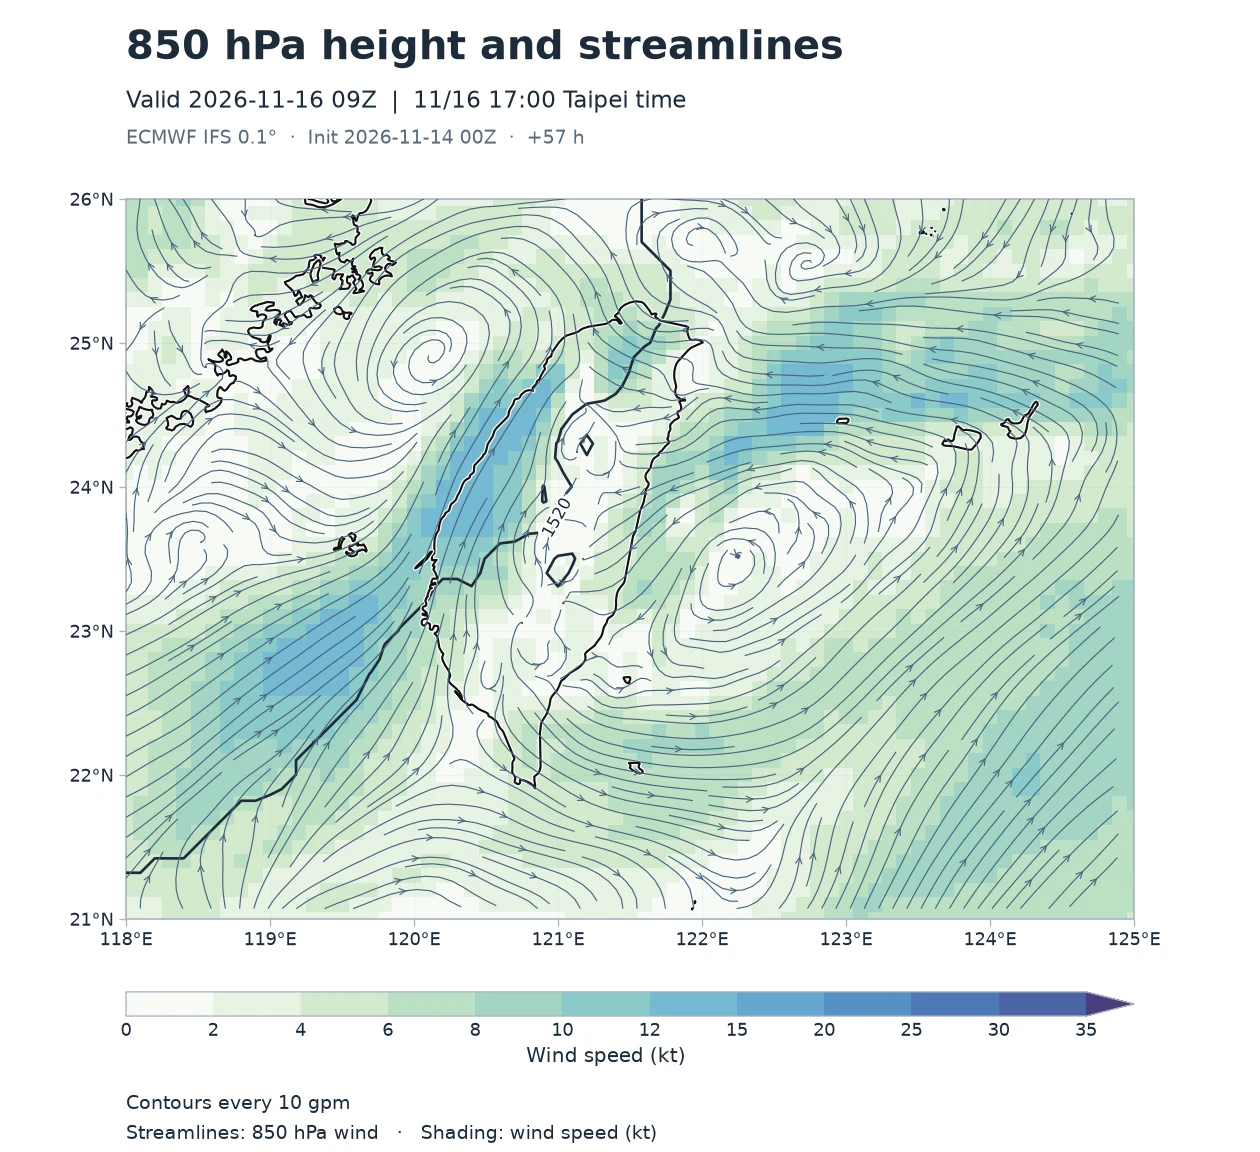 850 hPa height and streamlines
Valid 2026-11-16 09Z | 11/16 17:00 Taipei time
ECMWF IFS 0.1° · Init 2026-11-14 00Z · +57 h
26°N
25°N
24°N
23°N
22°N
21°N
1520
118°E 119°E 120°E 121°E 122°E 123°E 124°E 125°E
0 2 4 6 8 10 12 15 20 25 30 35
Wind speed (kt)
Contours every 10 gpm
Streamlines: 850 hPa wind · Shading: wind speed (kt)